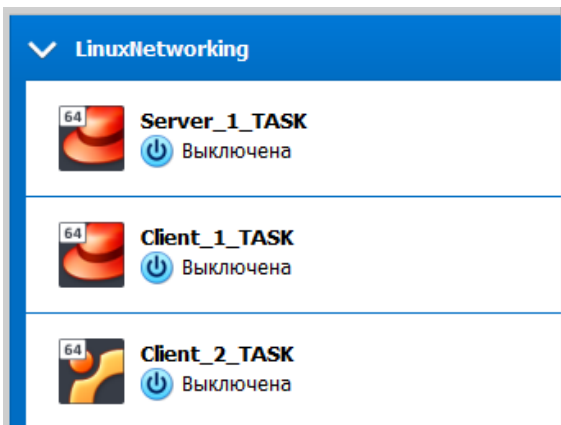 LinuxNetworking
64
Server_1_TASK
Выключена
64
Client_1_TASK
Выключена
64
Client_2_TASK
Выключена